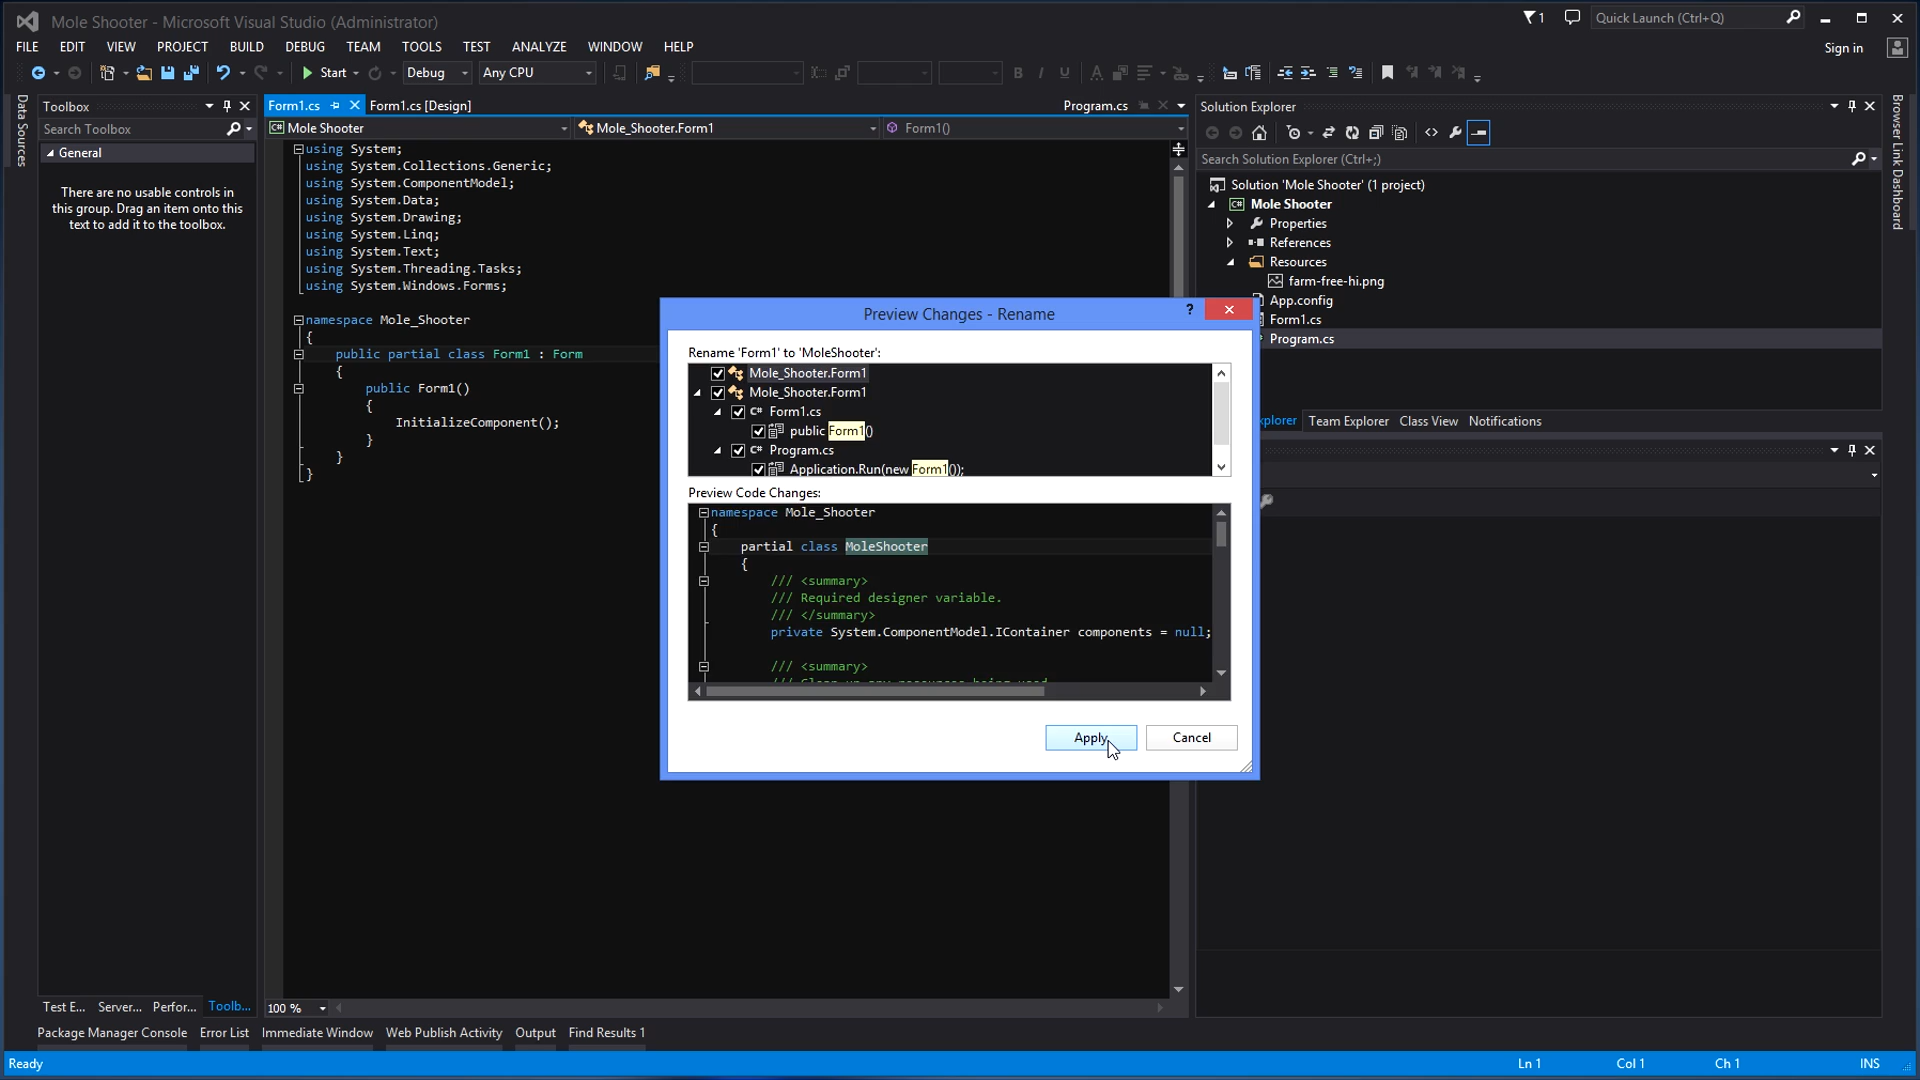 Mole Shooter - Microsoft Visual Studio (Administrator)
1
Quick Launch (Ctrl+Q)
FILE EDIT VIEW PROJECT BUILD DEBUG TEAM TOOLS TEST ANALYZE WINDOW HELP
Sign in
Start Debug Any CPU
B I U A
Data Sources
Toolbox
Search Toolbox
General
There are no usable controls in
this group. Drag an item onto this
text to add it to the toolbox.
Form1.cs Form1.cs [Design] Program.cs
C# Mole Shooter Mole_Shooter.Form1 Form1()
using System;
using System.Collections.Generic;
using System.ComponentModel;
using System.Data;
using System.Drawing;
using System.Linq;
using System.Text;
using System.Threading.Tasks;
using System.Windows.Forms;
namespace Mole_Shooter
{
public partial class Form1 : Form
{
public Form1()
{
InitializeComponent();
}
}
}
Preview Changes - Rename
?
Rename 'Form1' to 'MoleShooter':
Mole_Shooter.Form1
Mole_Shooter.Form1
C# Form1.cs
public Form1()
C# Program.cs
Application.Run(new Form1());
Preview Code Changes:
namespace Mole_Shooter
{
partial class MoleShooter
{
/// <summary>
/// Required designer variable.
/// </summary>
private System.ComponentModel.IContainer components = null;
/// <summary>
/// Clean up any resources being used
Apply
Cancel
Solution Explorer
Search Solution Explorer (Ctrl+;)
Solution 'Mole Shooter' (1 project)
C# Mole Shooter
Properties
References
Resources
farm-free-hi.png
App.config
Form1.cs
Program.cs
xplorer Team Explorer Class View Notifications
Browser Link Dashboard
Test E... Server... Perfor... Toolb...
100 %
Package Manager Console Error List Immediate Window Web Publish Activity Output Find Results 1
Ready
Ln 1 Col 1 Ch 1 INS